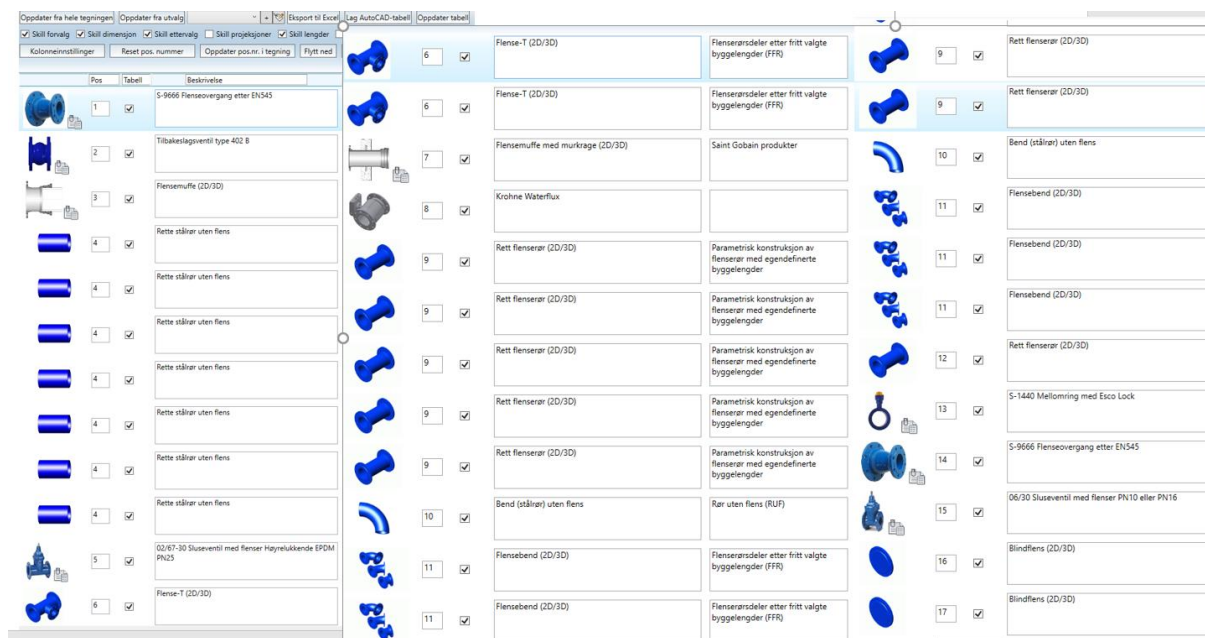 Oppdater fra hele tegningen Oppdater fra utvalg Eksport til Excel Lag AutoCAD-tabell Oppdater tabell
Skill forvalg Skill dimensjon Skill ettervalg Skill projeksjoner Skill lengder
Kolonneinnstillinger Reset pos. nummer Oppdater pos.nr. i tegning Flytt ned
Pos Tabell Beskrivelse
1 S-9666 Flenseovergang etter EN545
2 Tilbakeslagsventil type 402 B
3 Flensemuffe (2D/3D)
4 Rette stålrør uten flens
4 Rette stålrør uten flens
4 Rette stålrør uten flens
4 Rette stålrør uten flens
4 Rette stålrør uten flens
4 Rette stålrør uten flens
4 Rette stålrør uten flens
5 02/67-30 Sluseventil med flenser Høyrelukkende EPDM
PN25
6 Flense-T (2D/3D)
6 Flense-T (2D/3D) Flenserørsdeler etter fritt valgte
byggelengder (FFR)
6 Flense-T (2D/3D) Flenserørsdeler etter fritt valgte
byggelengder (FFR)
7 Flensemuffe med murkrage (2D/3D) Saint Gobain produkter
8 Krohne Waterflux
9 Rett flenserør (2D/3D) Parametrisk konstruksjon av
flenserør med egendefinerte
byggelengder
9 Rett flenserør (2D/3D) Parametrisk konstruksjon av
flenserør med egendefinerte
byggelengder
9 Rett flenserør (2D/3D) Parametrisk konstruksjon av
flenserør med egendefinerte
byggelengder
9 Rett flenserør (2D/3D) Parametrisk konstruksjon av
flenserør med egendefinerte
byggelengder
9 Rett flenserør (2D/3D) Parametrisk konstruksjon av
flenserør med egendefinerte
byggelengder
10 Bend (stålrør) uten flens Rør uten flens (RUF)
11 Flensebend (2D/3D) Flenserørsdeler etter fritt valgte
byggelengder (FFR)
11 Flensebend (2D/3D) Flenserørsdeler etter fritt valgte
byggelengder (FFR)
9 Rett flenserør (2D/3D)
9 Rett flenserør (2D/3D)
10 Bend (stålrør) uten flens
11 Flensebend (2D/3D)
11 Flensebend (2D/3D)
11 Flensebend (2D/3D)
12 Rett flenserør (2D/3D)
13 S-1440 Mellomring med Esco Lock
14 S-9666 Flenseovergang etter EN545
15 06/30 Sluseventil med flenser PN10 eller PN16
16 Blindflens (2D/3D)
17 Blindflens (2D/3D)